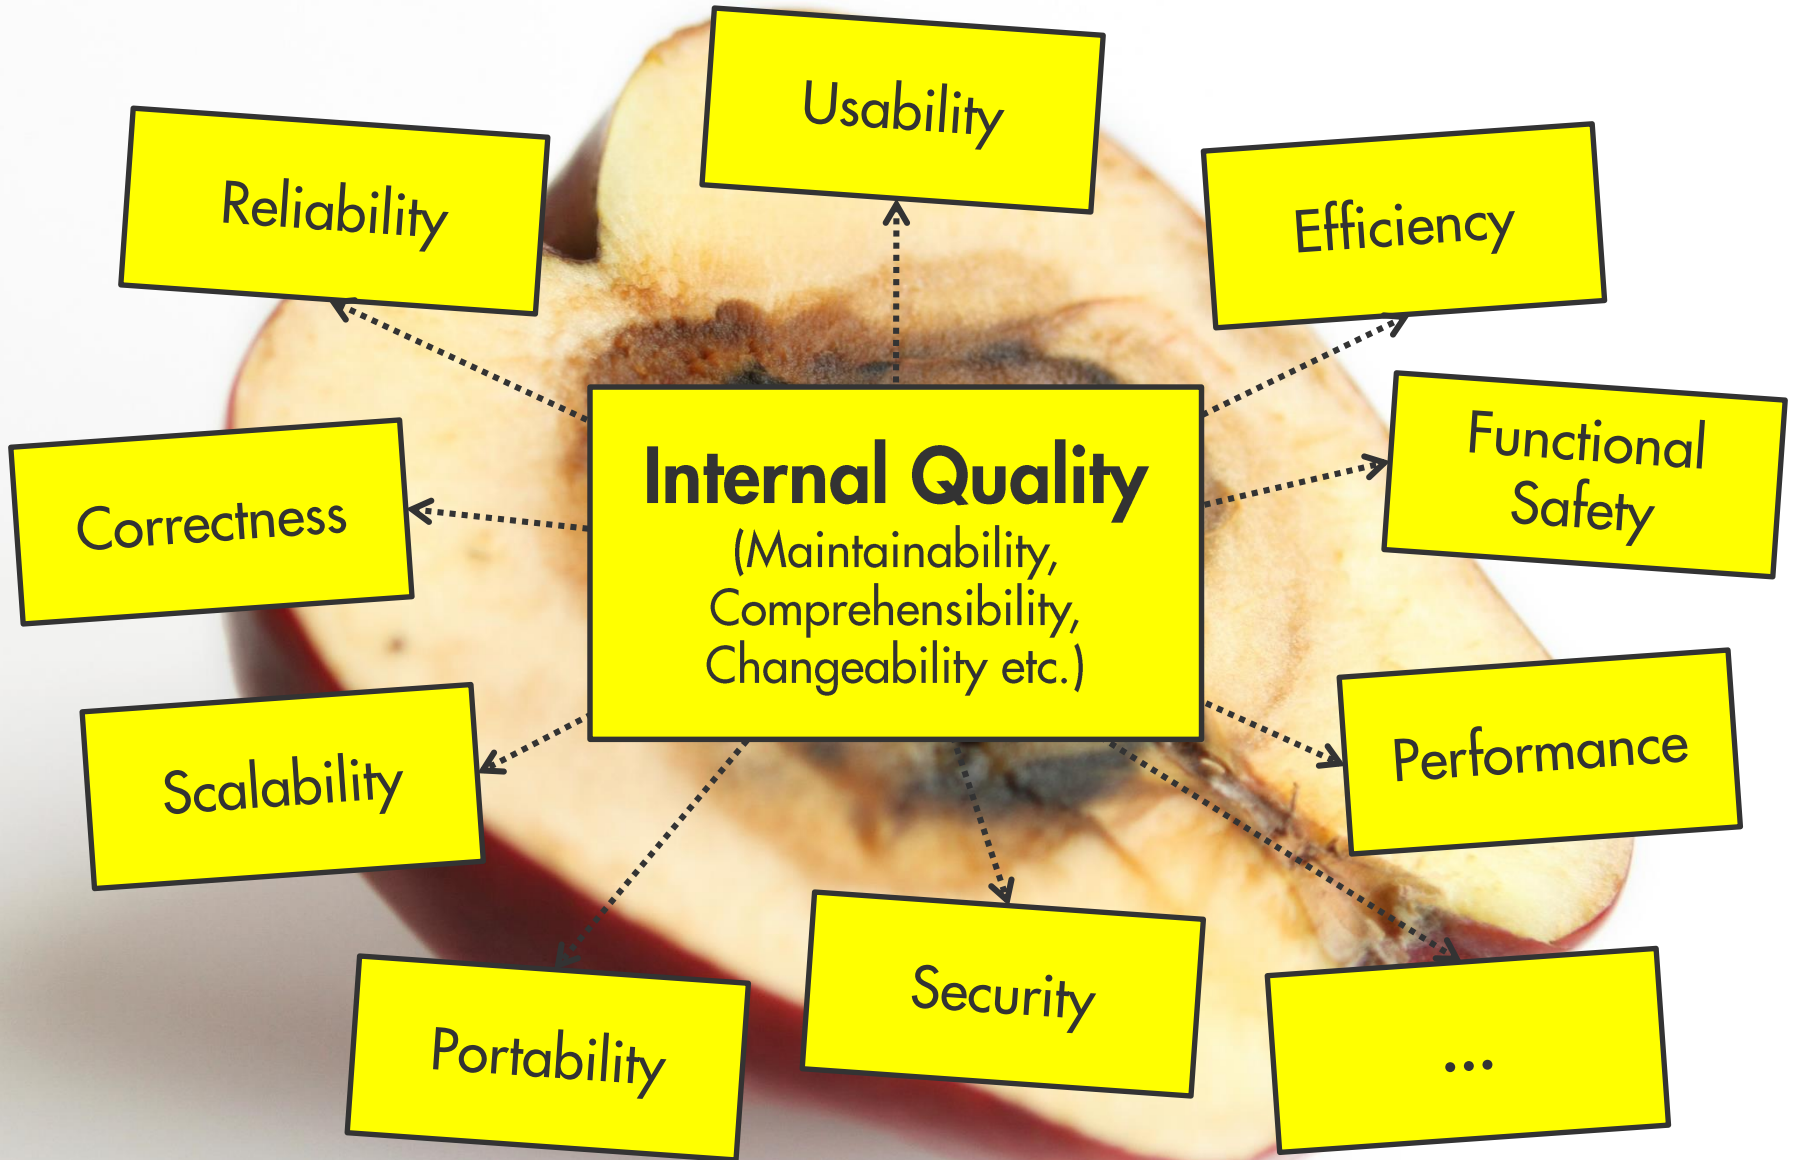 Usability
Reliability
Efficiency
Functional
Safety
Internal Quality
(Maintainability,
Comprehensibility,
Changeability etc.)
Correctness
Performance
Scalability
Security
Portability
...